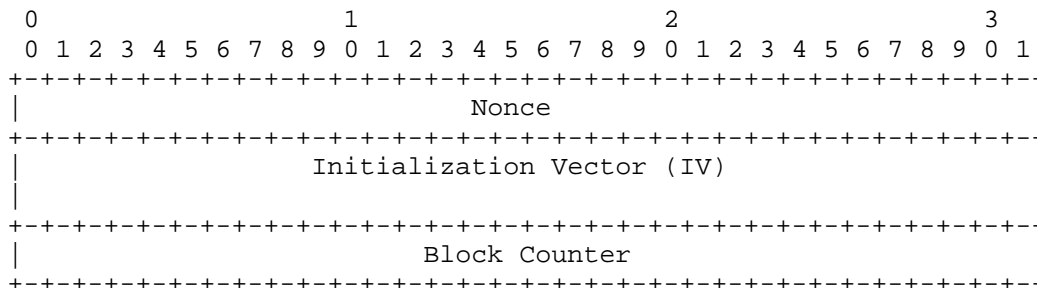 0                   1                   2                   3
 0 1 2 3 4 5 6 7 8 9 0 1 2 3 4 5 6 7 8 9 0 1 2 3 4 5 6 7 8 9 0 1
+-+-+-+-+-+-+-+-+-+-+-+-+-+-+-+-+-+-+-+-+-+-+-+-+-+-+-+-+-+-+-+-
|                            Nonce
+-+-+-+-+-+-+-+-+-+-+-+-+-+-+-+-+-+-+-+-+-+-+-+-+-+-+-+-+-+-+-+-
|                  Initialization Vector (IV)
|
+-+-+-+-+-+-+-+-+-+-+-+-+-+-+-+-+-+-+-+-+-+-+-+-+-+-+-+-+-+-+-+-
|                         Block Counter
+-+-+-+-+-+-+-+-+-+-+-+-+-+-+-+-+-+-+-+-+-+-+-+-+-+-+-+-+-+-+-+-